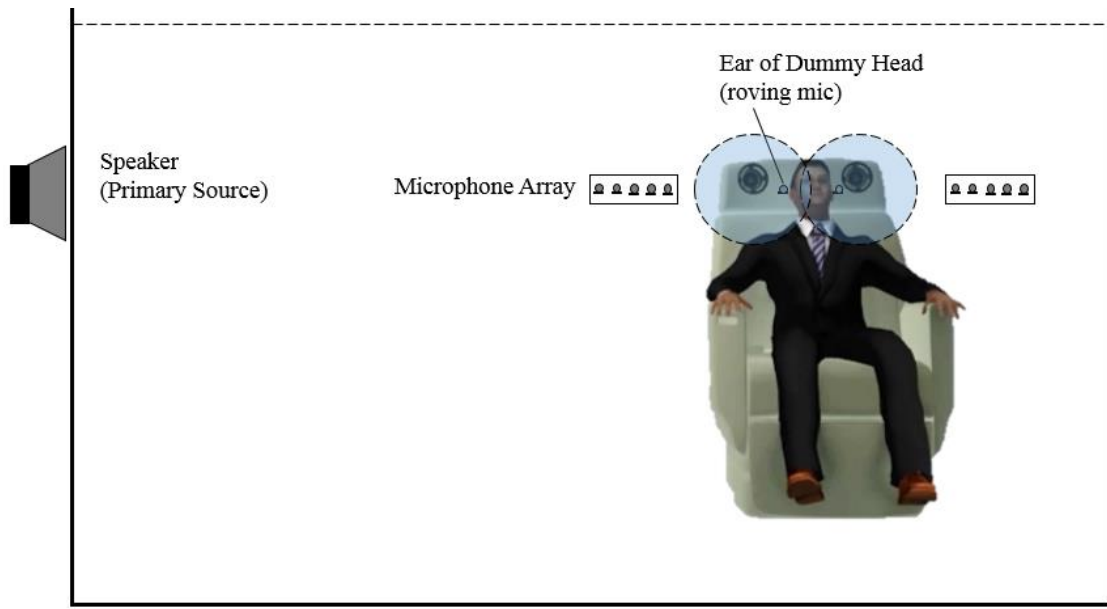 Ear of Dummy Head
(roving mic)
Speaker
(Primary Source)
Microphone Array